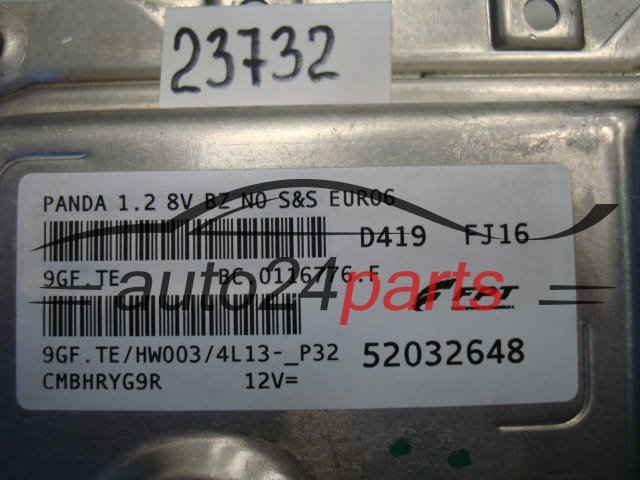 23732
PANDA 1.2 8V BZ NO S&S EURO6
D419 FJ16
9GF.TE BC.0116776.F
auto24parts
FPT
9GF.TE/HW003/4L13-_P32
52032648
CMBHRYG9R 12V=